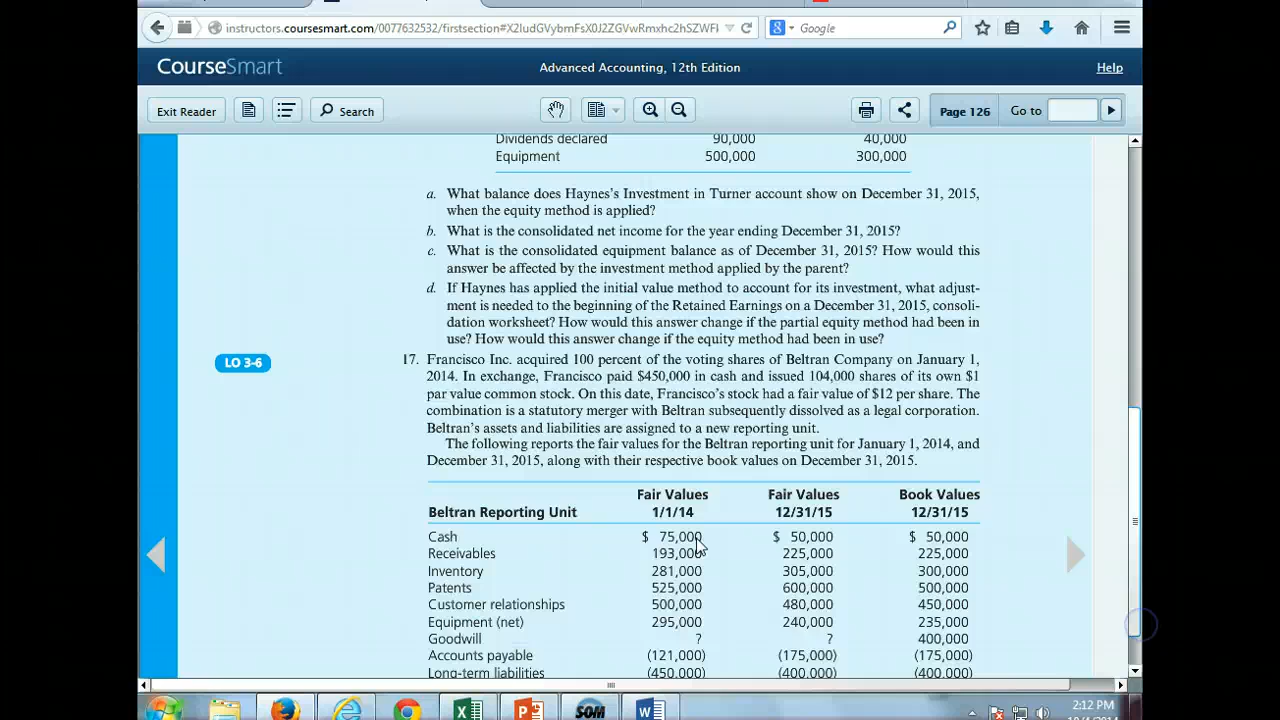 instructors.coursesmart.com/0077632532/firstsection#X2ludGVybmFsX0J2ZGVwRmxhc2hSZWFI
Google
CourseSmart
Advanced Accounting, 12th Edition
Help
Exit Reader
Search
Page 126
Go to
Dividends declared 90,000 40,000
Equipment 500,000 300,000
a. What balance does Haynes's Investment in Turner account show on December 31, 2015,
when the equity method is applied?
b. What is the consolidated net income for the year ending December 31, 2015?
c. What is the consolidated equipment balance as of December 31, 2015? How would this
answer be affected by the investment method applied by the parent?
d. If Haynes has applied the initial value method to account for its investment, what adjust-
ment is needed to the beginning of the Retained Earnings on a December 31, 2015, consoli-
dation worksheet? How would this answer change if the partial equity method had been in
use? How would this answer change if the equity method had been in use?
LO 3-6
17. Francisco Inc. acquired 100 percent of the voting shares of Beltran Company on January 1,
2014. In exchange, Francisco paid $450,000 in cash and issued 104,000 shares of its own $1
par value common stock. On this date, Francisco's stock had a fair value of $12 per share. The
combination is a statutory merger with Beltran subsequently dissolved as a legal corporation.
Beltran's assets and liabilities are assigned to a new reporting unit.
The following reports the fair values for the Beltran reporting unit for January 1, 2014, and
December 31, 2015, along with their respective book values on December 31, 2015.
Fair Values Fair Values Book Values
Beltran Reporting Unit 1/1/14 12/31/15 12/31/15
Cash $ 75,000 $ 50,000 $ 50,000
Receivables 193,000 225,000 225,000
Inventory 281,000 305,000 300,000
Patents 525,000 600,000 500,000
Customer relationships 500,000 480,000 450,000
Equipment (net) 295,000 240,000 235,000
Goodwill ? ? 400,000
Accounts payable (121,000) (175,000) (175,000)
Long-term liabilities (450,000) (400,000) (400,000)
SOM
2:12 PM